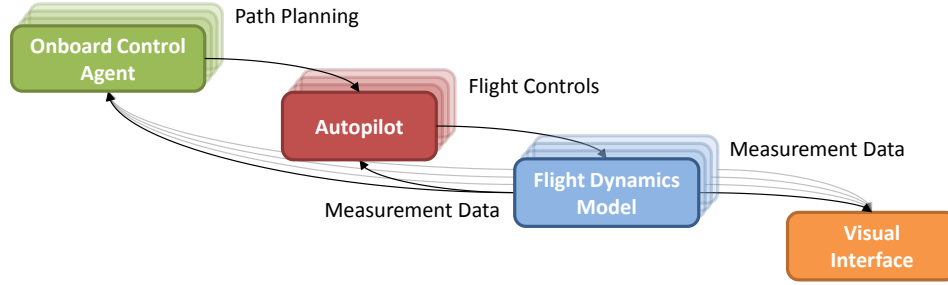 Path Planning
Onboard Control
Agent
Flight Controls
Autopilot
Measurement Data
Flight Dynamics
Model
Measurement Data
Visual
Interface